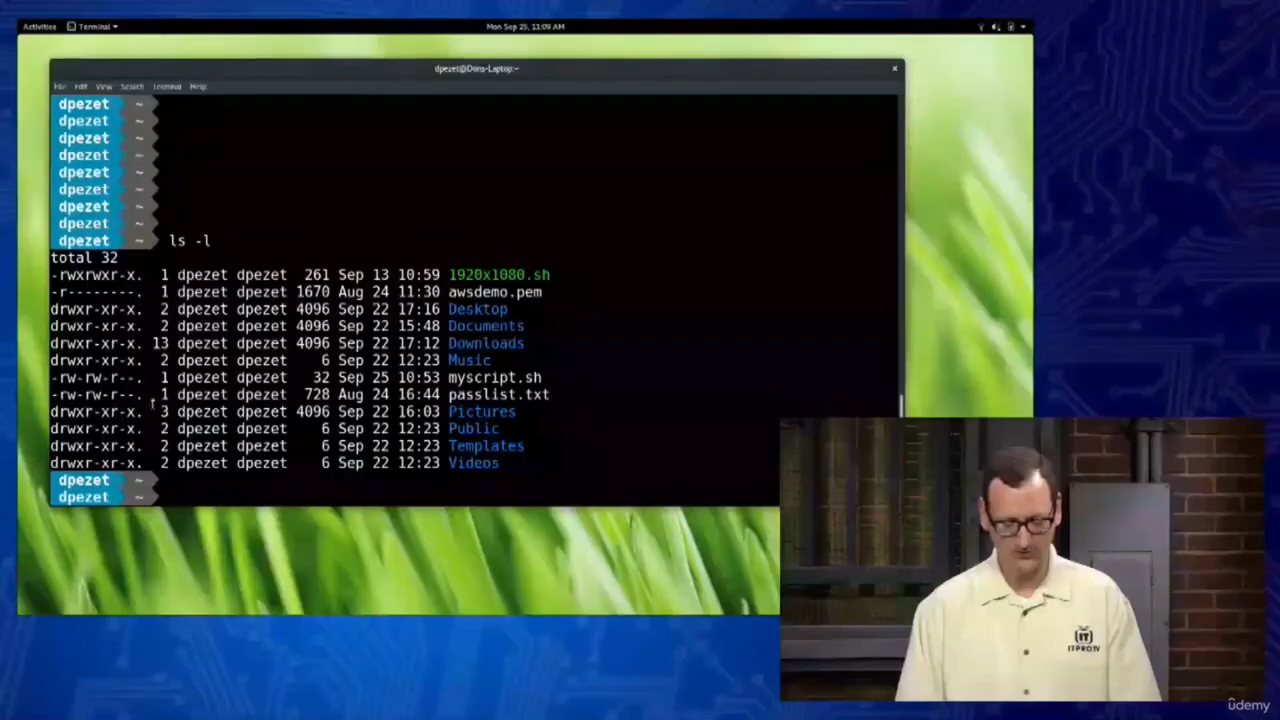 Activities Terminal Mon Sep 25, 11:09 AM
dpezet@Dons-Laptop:~
File Edit View Search Terminal Help
dpezet ~
dpezet ~
dpezet ~
dpezet ~
dpezet ~
dpezet ~
dpezet ~
dpezet ~
dpezet ~ ls -l
total 32
-rwxrwxr-x. 1 dpezet dpezet 261 Sep 13 10:59 1920x1080.sh
-r--------. 1 dpezet dpezet 1670 Aug 24 11:30 awsdemo.pem
drwxr-xr-x. 2 dpezet dpezet 4096 Sep 22 17:16 Desktop
drwxr-xr-x. 2 dpezet dpezet 4096 Sep 22 15:48 Documents
drwxr-xr-x. 13 dpezet dpezet 4096 Sep 22 17:12 Downloads
drwxr-xr-x. 2 dpezet dpezet 6 Sep 22 12:23 Music
-rw-rw-r--. 1 dpezet dpezet 32 Sep 25 10:53 myscript.sh
-rw-rw-r--. 1 dpezet dpezet 728 Aug 24 16:44 passlist.txt
drwxr-xr-x. 3 dpezet dpezet 4096 Sep 22 16:03 Pictures
drwxr-xr-x. 2 dpezet dpezet 6 Sep 22 12:23 Public
drwxr-xr-x. 2 dpezet dpezet 6 Sep 22 12:23 Templates
drwxr-xr-x. 2 dpezet dpezet 6 Sep 22 12:23 Videos
dpezet ~
dpezet ~
IT
ITPROTV
ûdemy